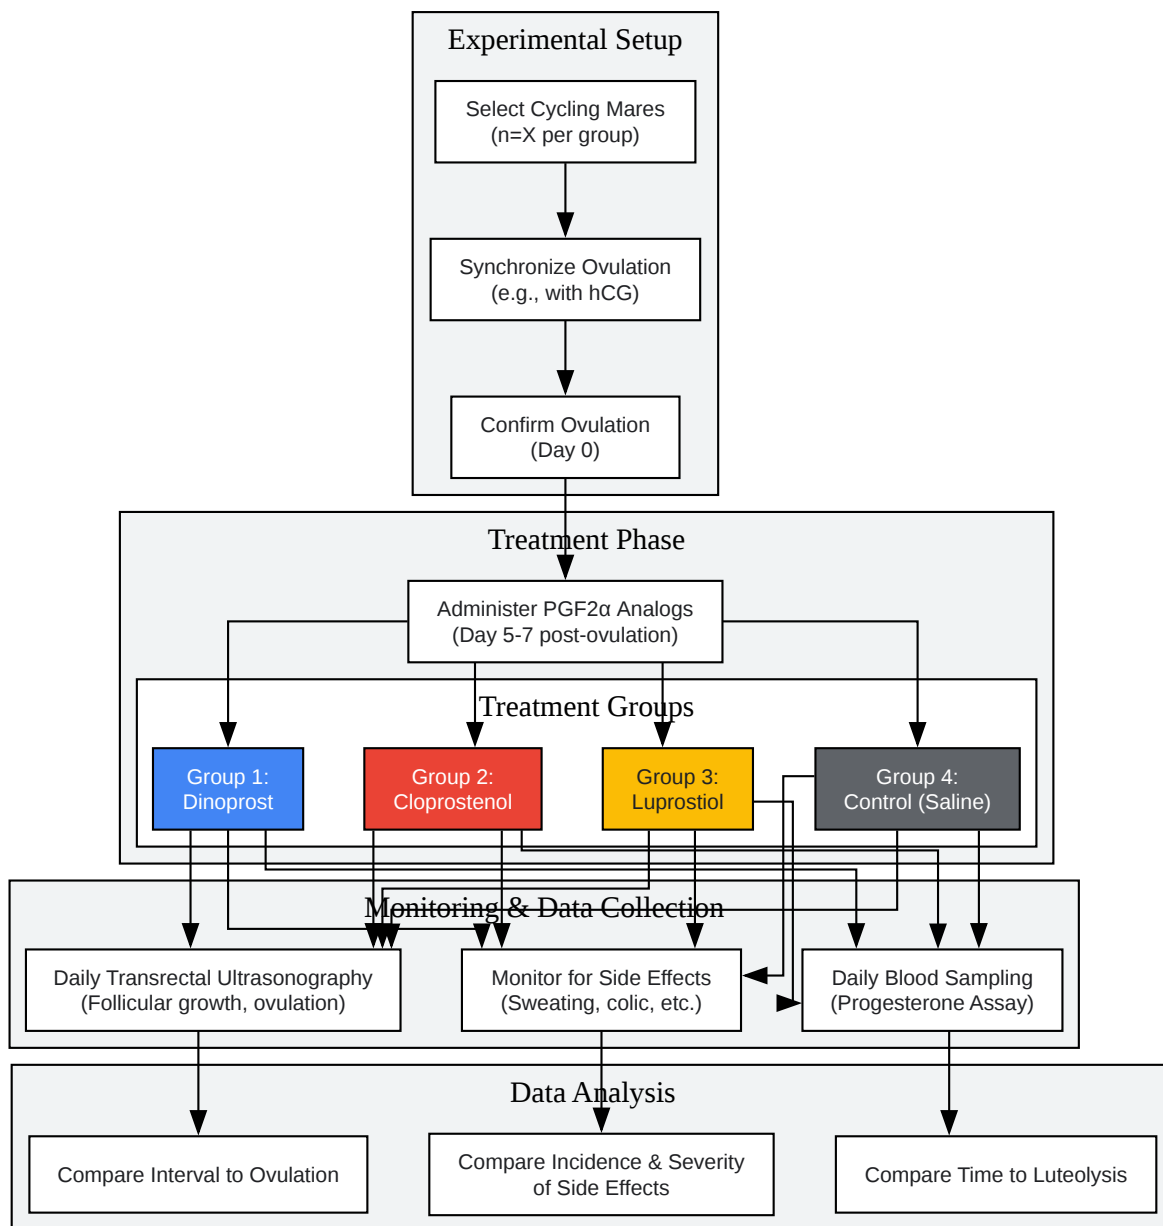 Experimental Setup
Select Cycling Mares
(n=X per group)
Synchronize Ovulation
(e.g., with hCG)
Confirm Ovulation
(Day 0)
Treatment Phase
Administer PGF2α Analogs
(Day 5-7 post-ovulation)
Treatment Groups
Group 1:
Dinoprost
Group 2:
Cloprostenol
Group 3:
Luprostiol
Group 4:
Control (Saline)
Monitoring & Data Collection
Daily Transrectal Ultrasonography
(Follicular growth, ovulation)
Monitor for Side Effects
(Sweating, colic, etc.)
Daily Blood Sampling
(Progesterone Assay)
Data Analysis
Compare Interval to Ovulation
Compare Incidence & Severity
of Side Effects
Compare Time to Luteolysis